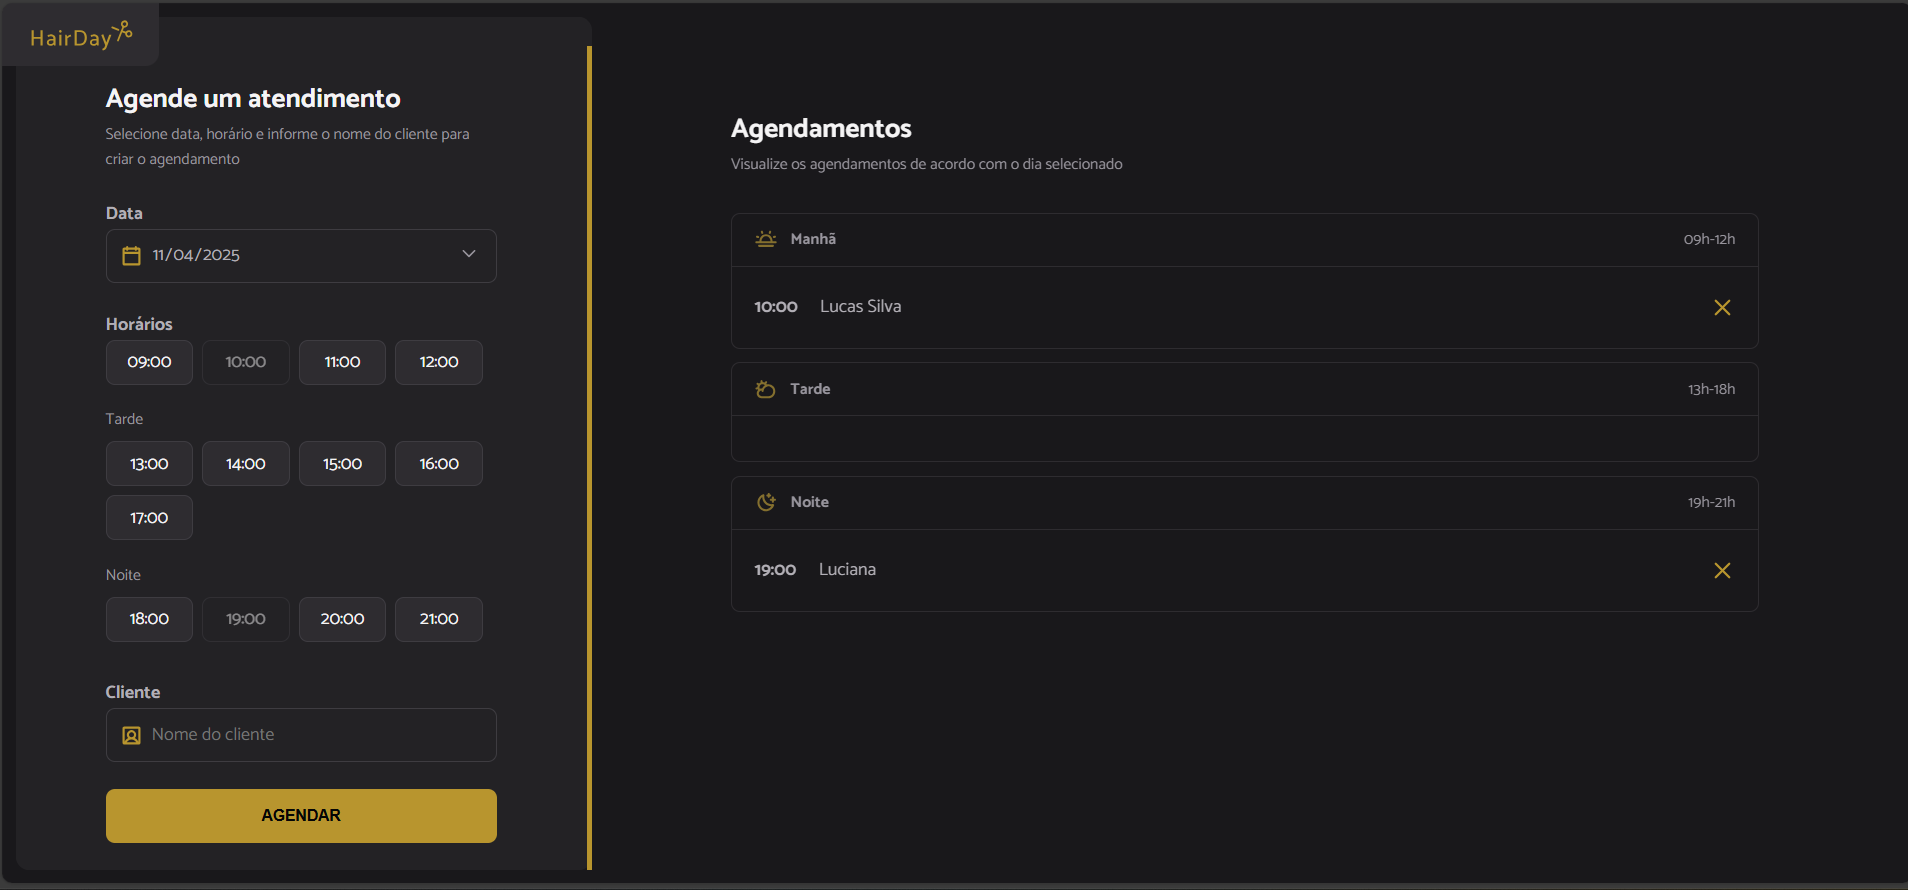 HairDay
Agende um atendimento
Selecione data, horário e informe o nome do cliente para
criar o agendamento
Data
11/04/2025
Horários
09:00 10:00 11:00 12:00
Tarde
13:00 14:00 15:00 16:00
17:00
Noite
18:00 19:00 20:00 21:00
Cliente
Nome do cliente
AGENDAR
Agendamentos
Visualize os agendamentos de acordo com o dia selecionado
Manhã 09h-12h
10:00 Lucas Silva
Tarde 13h-18h
Noite 19h-21h
19:00 Luciana